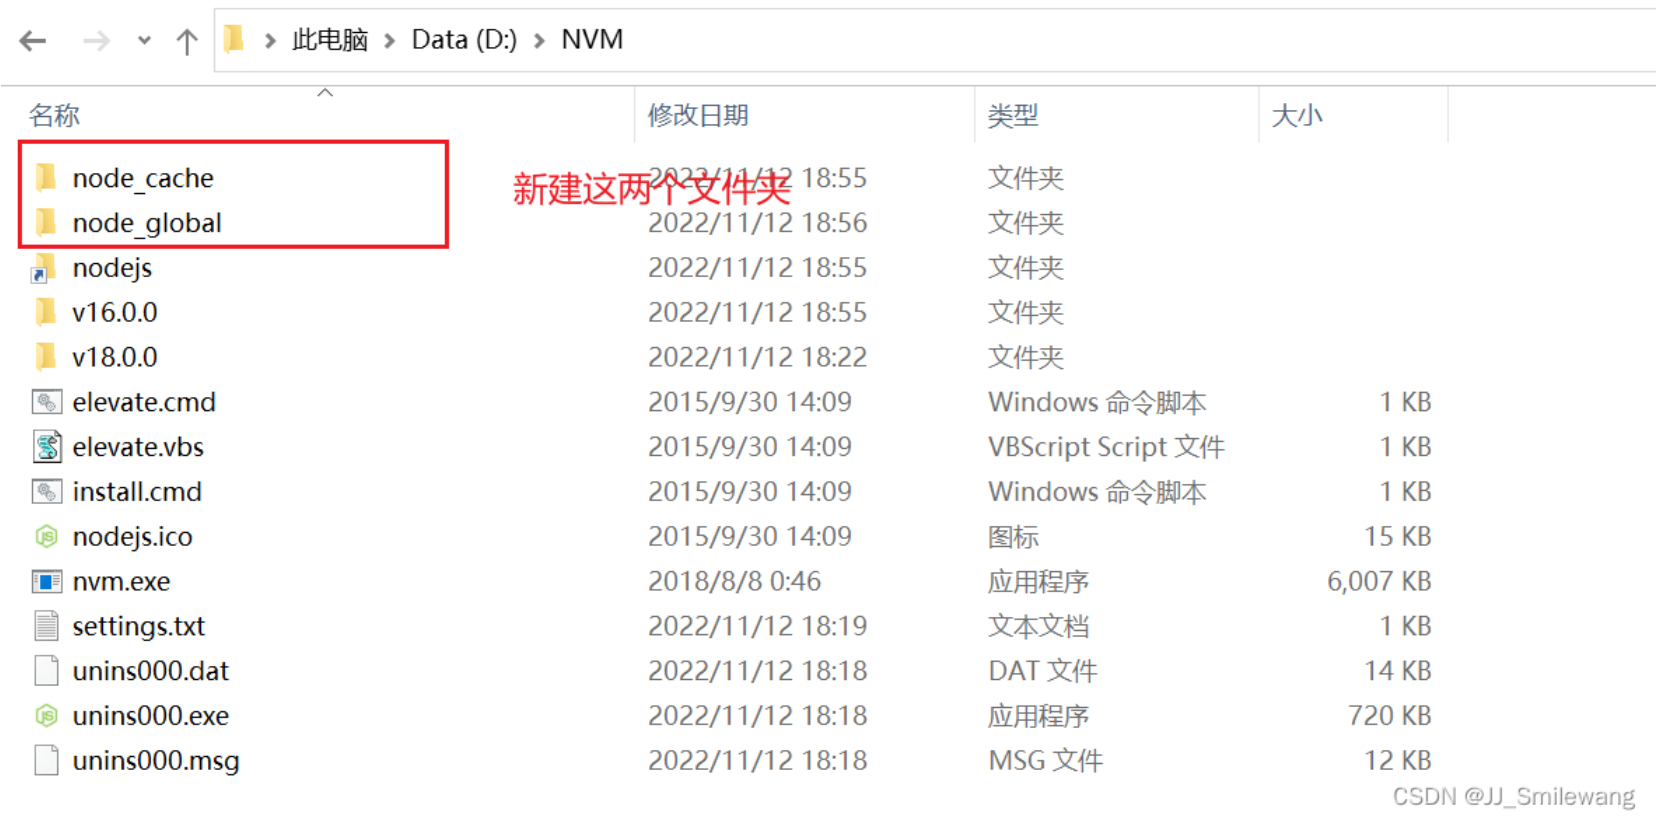 此电脑 > Data (D:) > NVM
名称 修改日期 类型 大小
node_cache 2022/11/12 18:55 文件夹
新建这两个文件夹
node_global 2022/11/12 18:56 文件夹
nodejs 2022/11/12 18:55 文件夹
v16.0.0 2022/11/12 18:55 文件夹
v18.0.0 2022/11/12 18:22 文件夹
elevate.cmd 2015/9/30 14:09 Windows 命令脚本 1 KB
elevate.vbs 2015/9/30 14:09 VBScript Script 文件 1 KB
install.cmd 2015/9/30 14:09 Windows 命令脚本 1 KB
nodejs.ico 2015/9/30 14:09 图标 15 KB
nvm.exe 2018/8/8 0:46 应用程序 6,007 KB
settings.txt 2022/11/12 18:19 文本文档 1 KB
unins000.dat 2022/11/12 18:18 DAT 文件 14 KB
unins000.exe 2022/11/12 18:18 应用程序 720 KB
unins000.msg 2022/11/12 18:18 MSG 文件 12 KB
CSDN @JJ_Smilewang